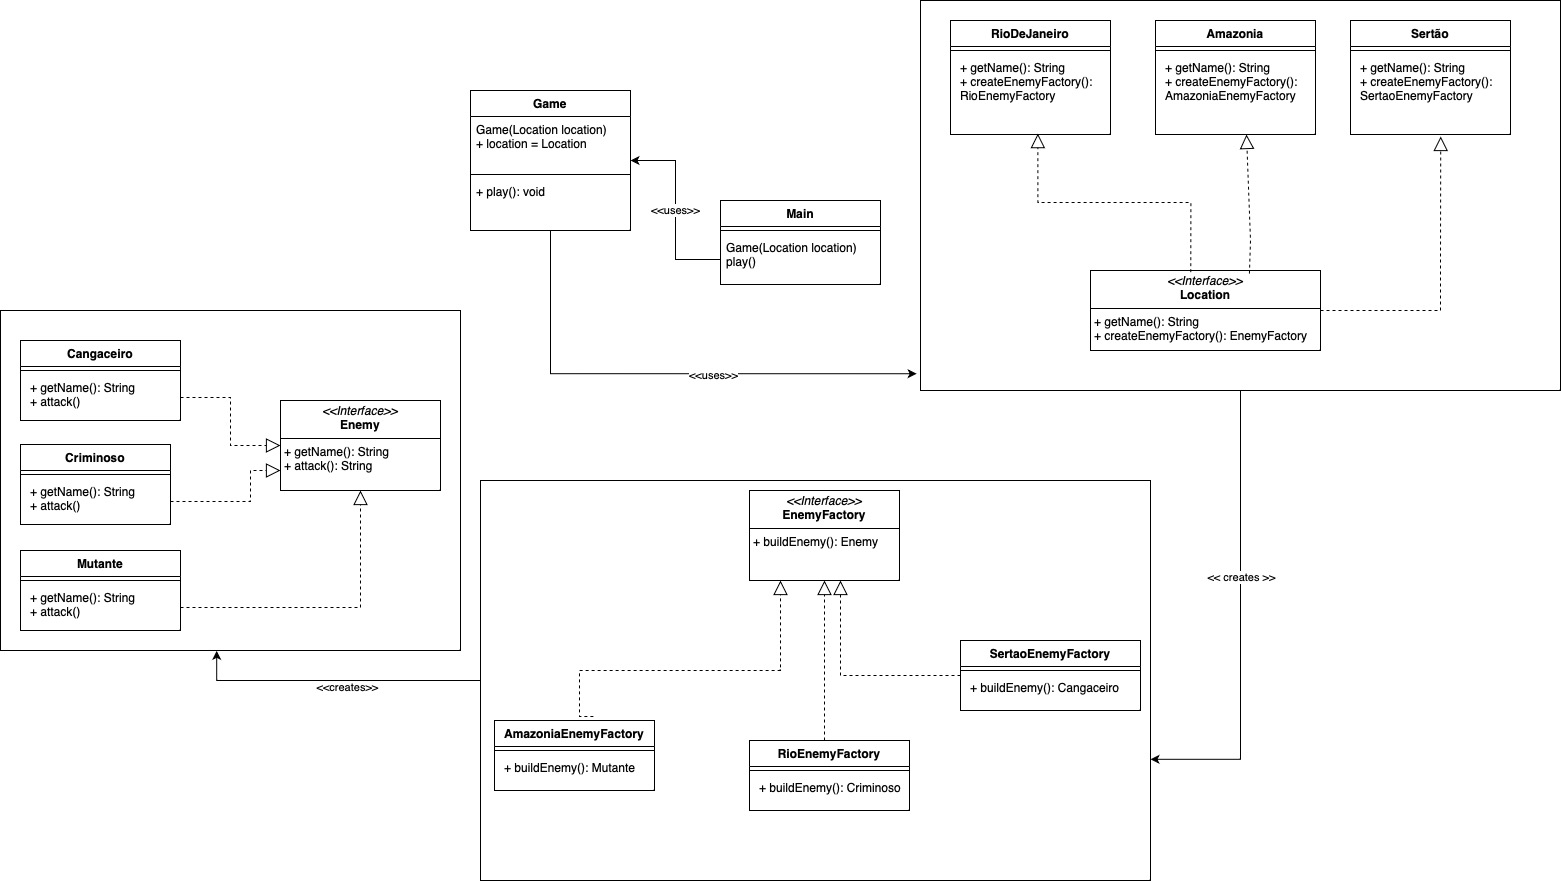 RioDeJaneiro
+ getName(): String
+ createEnemyFactory():
RioEnemyFactory
Amazonia
+ getName(): String
+ createEnemyFactory():
AmazoniaEnemyFactory
Sertão
+ getName(): String
+ createEnemyFactory():
SertaoEnemyFactory
Game
Game(Location location)
+ location = Location
+ play(): void
<<uses>>
Main
Game(Location location)
play()
<<Interface>>
Location
+ getName(): String
+ createEnemyFactory(): EnemyFactory
<<uses>>
Cangaceiro
+ getName(): String
+ attack()
Criminoso
+ getName(): String
+ attack()
Mutante
+ getName(): String
+ attack()
<<Interface>>
Enemy
+ getName(): String
+ attack(): String
<<creates>>
<<Interface>>
EnemyFactory
+ buildEnemy(): Enemy
<< creates >>
SertaoEnemyFactory
+ buildEnemy(): Cangaceiro
AmazoniaEnemyFactory
+ buildEnemy(): Mutante
RioEnemyFactory
+ buildEnemy(): Criminoso